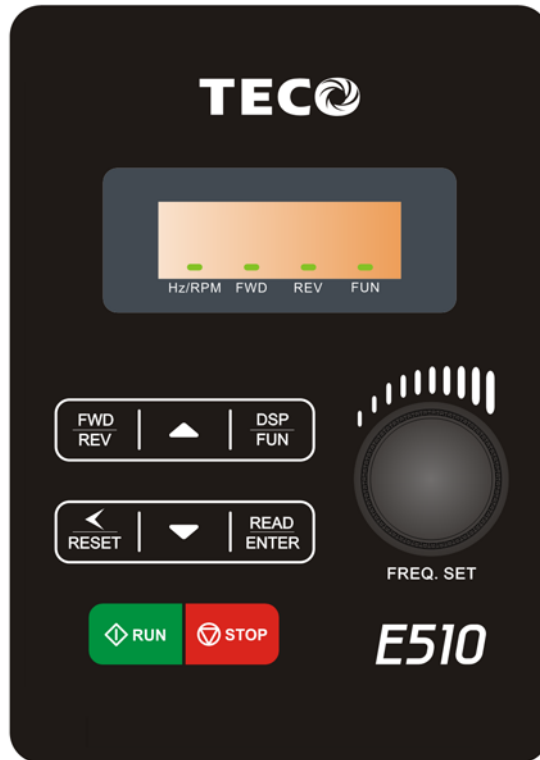 TECO
Hz/RPM FWD REV FUN
FWD
REV
DSP
FUN
RESET
READ
ENTER
FREQ. SET
RUN
STOP
E510